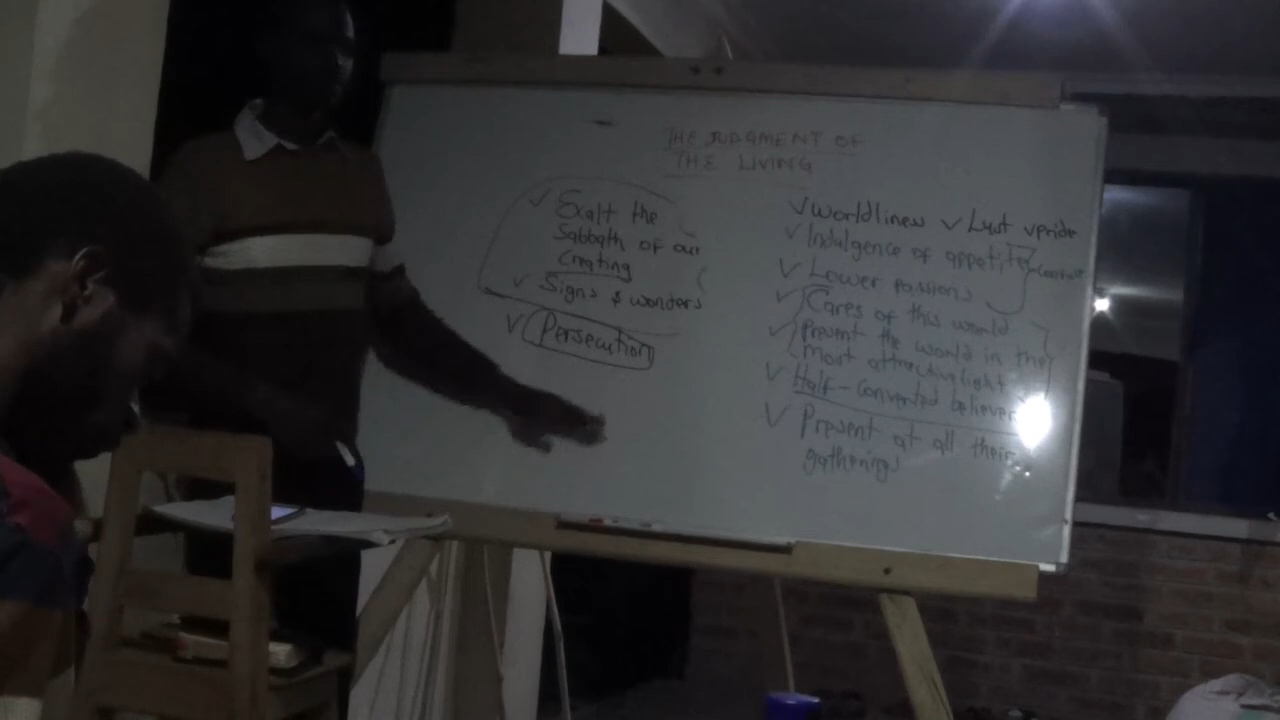 THE JUDGMENT OF
THE LIVING
✓ Exalt the
Sabbath of our
Creating
✓ Signs & wonders
✓ Persecution
✓ worldliness ✓ Lust ✓ pride
✓ Indulgence of appetite
✓ Lower passions
✓ Cares of this world
✓ Present the world in the
most attracting light
✓ Half-converted believer
✓ Present at all their
gatherings